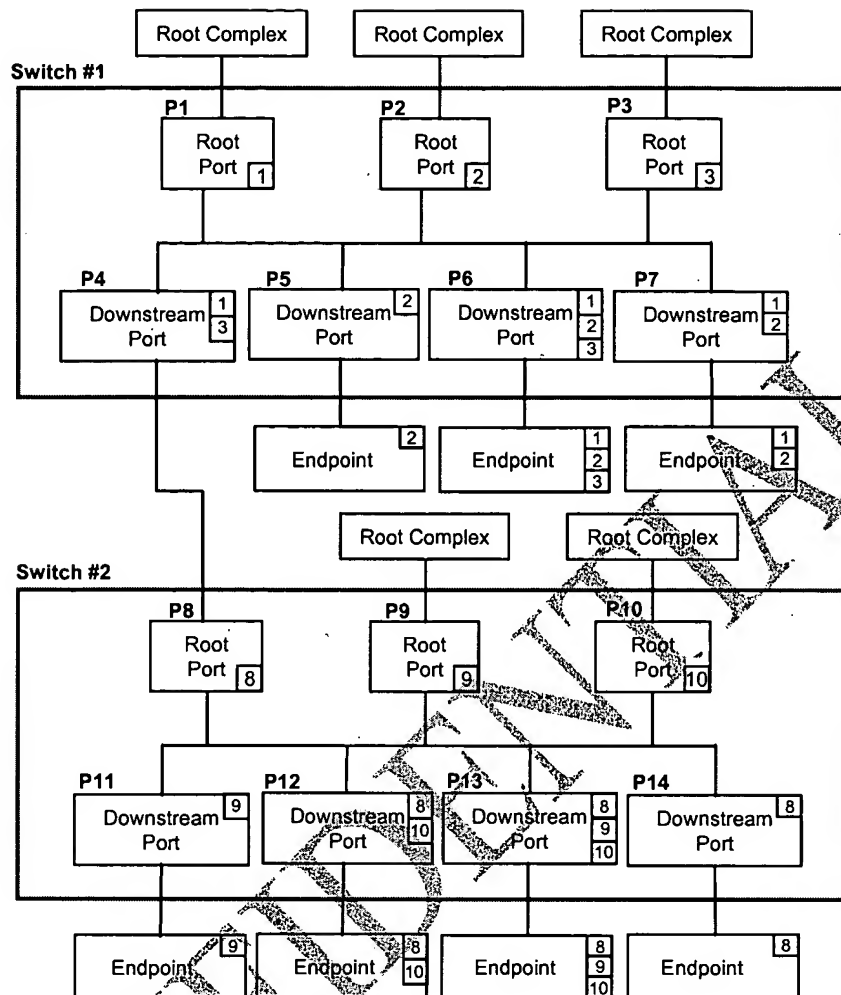 Root Complex
Root Complex
Root Complex
Switch #1
P1
P2
P3
Root
Port
1
Root
Port
2
Root
Port
3
P4
P5
P6
P7
Downstream
Port
1
3
Downstream
Port
2
Downstream
Port
1
2
3
Downstream
Port
1
2
Endpoint
2
Endpoint
1
2
3
Endpoint
1
2
Root Complex
Root Complex
Switch #2
P8
P9
P10
Root
Port
8
Root
Port
9
Root
Port
10
P11
P12
P13
P14
Downstream
Port
9
Downstream
Port
8
10
Downstream
Port
8
9
10
Downstream
Port
8
Endpoint
9
Endpoint
8
10
Endpoint
8
9
10
Endpoint
8